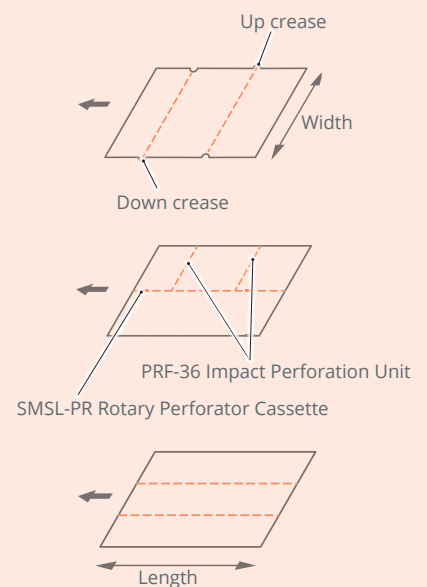 Up crease
Width
Down crease
PRF-36 Impact Perforation Unit
SMSL-PR Rotary Perforator Cassette
Length